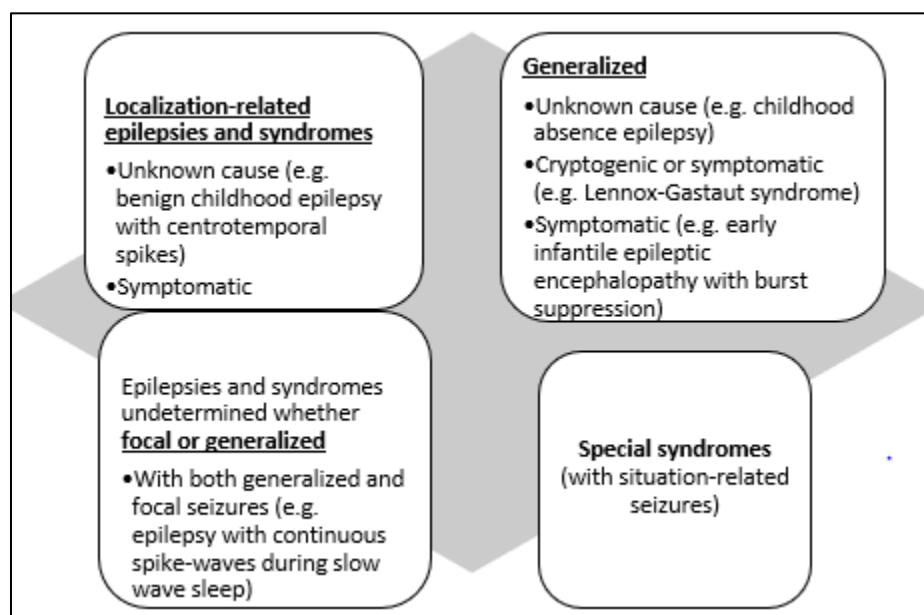 Localization-related
epilepsies and syndromes
•Unknown cause (e.g.
benign childhood epilepsy
with centrotemporal
spikes)
•Symptomatic
Generalized
•Unknown cause (e.g. childhood
absence epilepsy)
•Cryptogenic or symptomatic
(e.g. Lennox-Gastaut syndrome)
•Symptomatic (e.g. early
infantile epileptic
encephalopathy with burst
suppression)
Epilepsies and syndromes
undetermined whether
focal or generalized
•With both generalized and
focal seizures (e.g.
epilepsy with continuous
spike-waves during slow
wave sleep)
Special syndromes
(with situation-related
seizures)